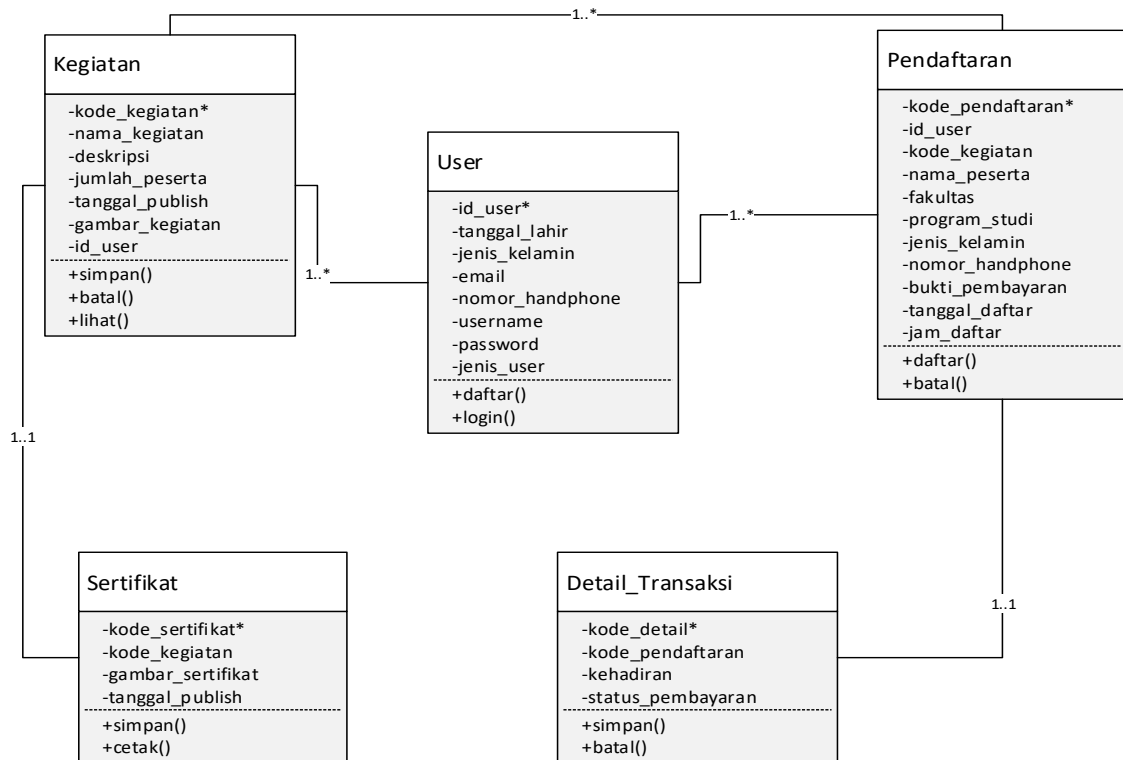 1..*
Kegiatan
-kode_kegiatan*
-nama_kegiatan
-deskripsi
-jumlah_peserta
-tanggal_publish
-gambar_kegiatan
-id_user
+simpan()
+batal()
+lihat()
1..*
User
-id_user*
-tanggal_lahir
-jenis_kelamin
-email
-nomor_handphone
-username
-password
-jenis_user
+daftar()
+login()
1..*
Pendaftaran
-kode_pendaftaran*
-id_user
-kode_kegiatan
-nama_peserta
-fakultas
-program_studi
-jenis_kelamin
-nomor_handphone
-bukti_pembayaran
-tanggal_daftar
-jam_daftar
+daftar()
+batal()
1..1
Sertifikat
-kode_sertifikat*
-kode_kegiatan
-gambar_sertifikat
-tanggal_publish
+simpan()
+cetak()
Detail_Transaksi
-kode_detail*
-kode_pendaftaran
-kehadiran
-status_pembayaran
+simpan()
+batal()
1..1